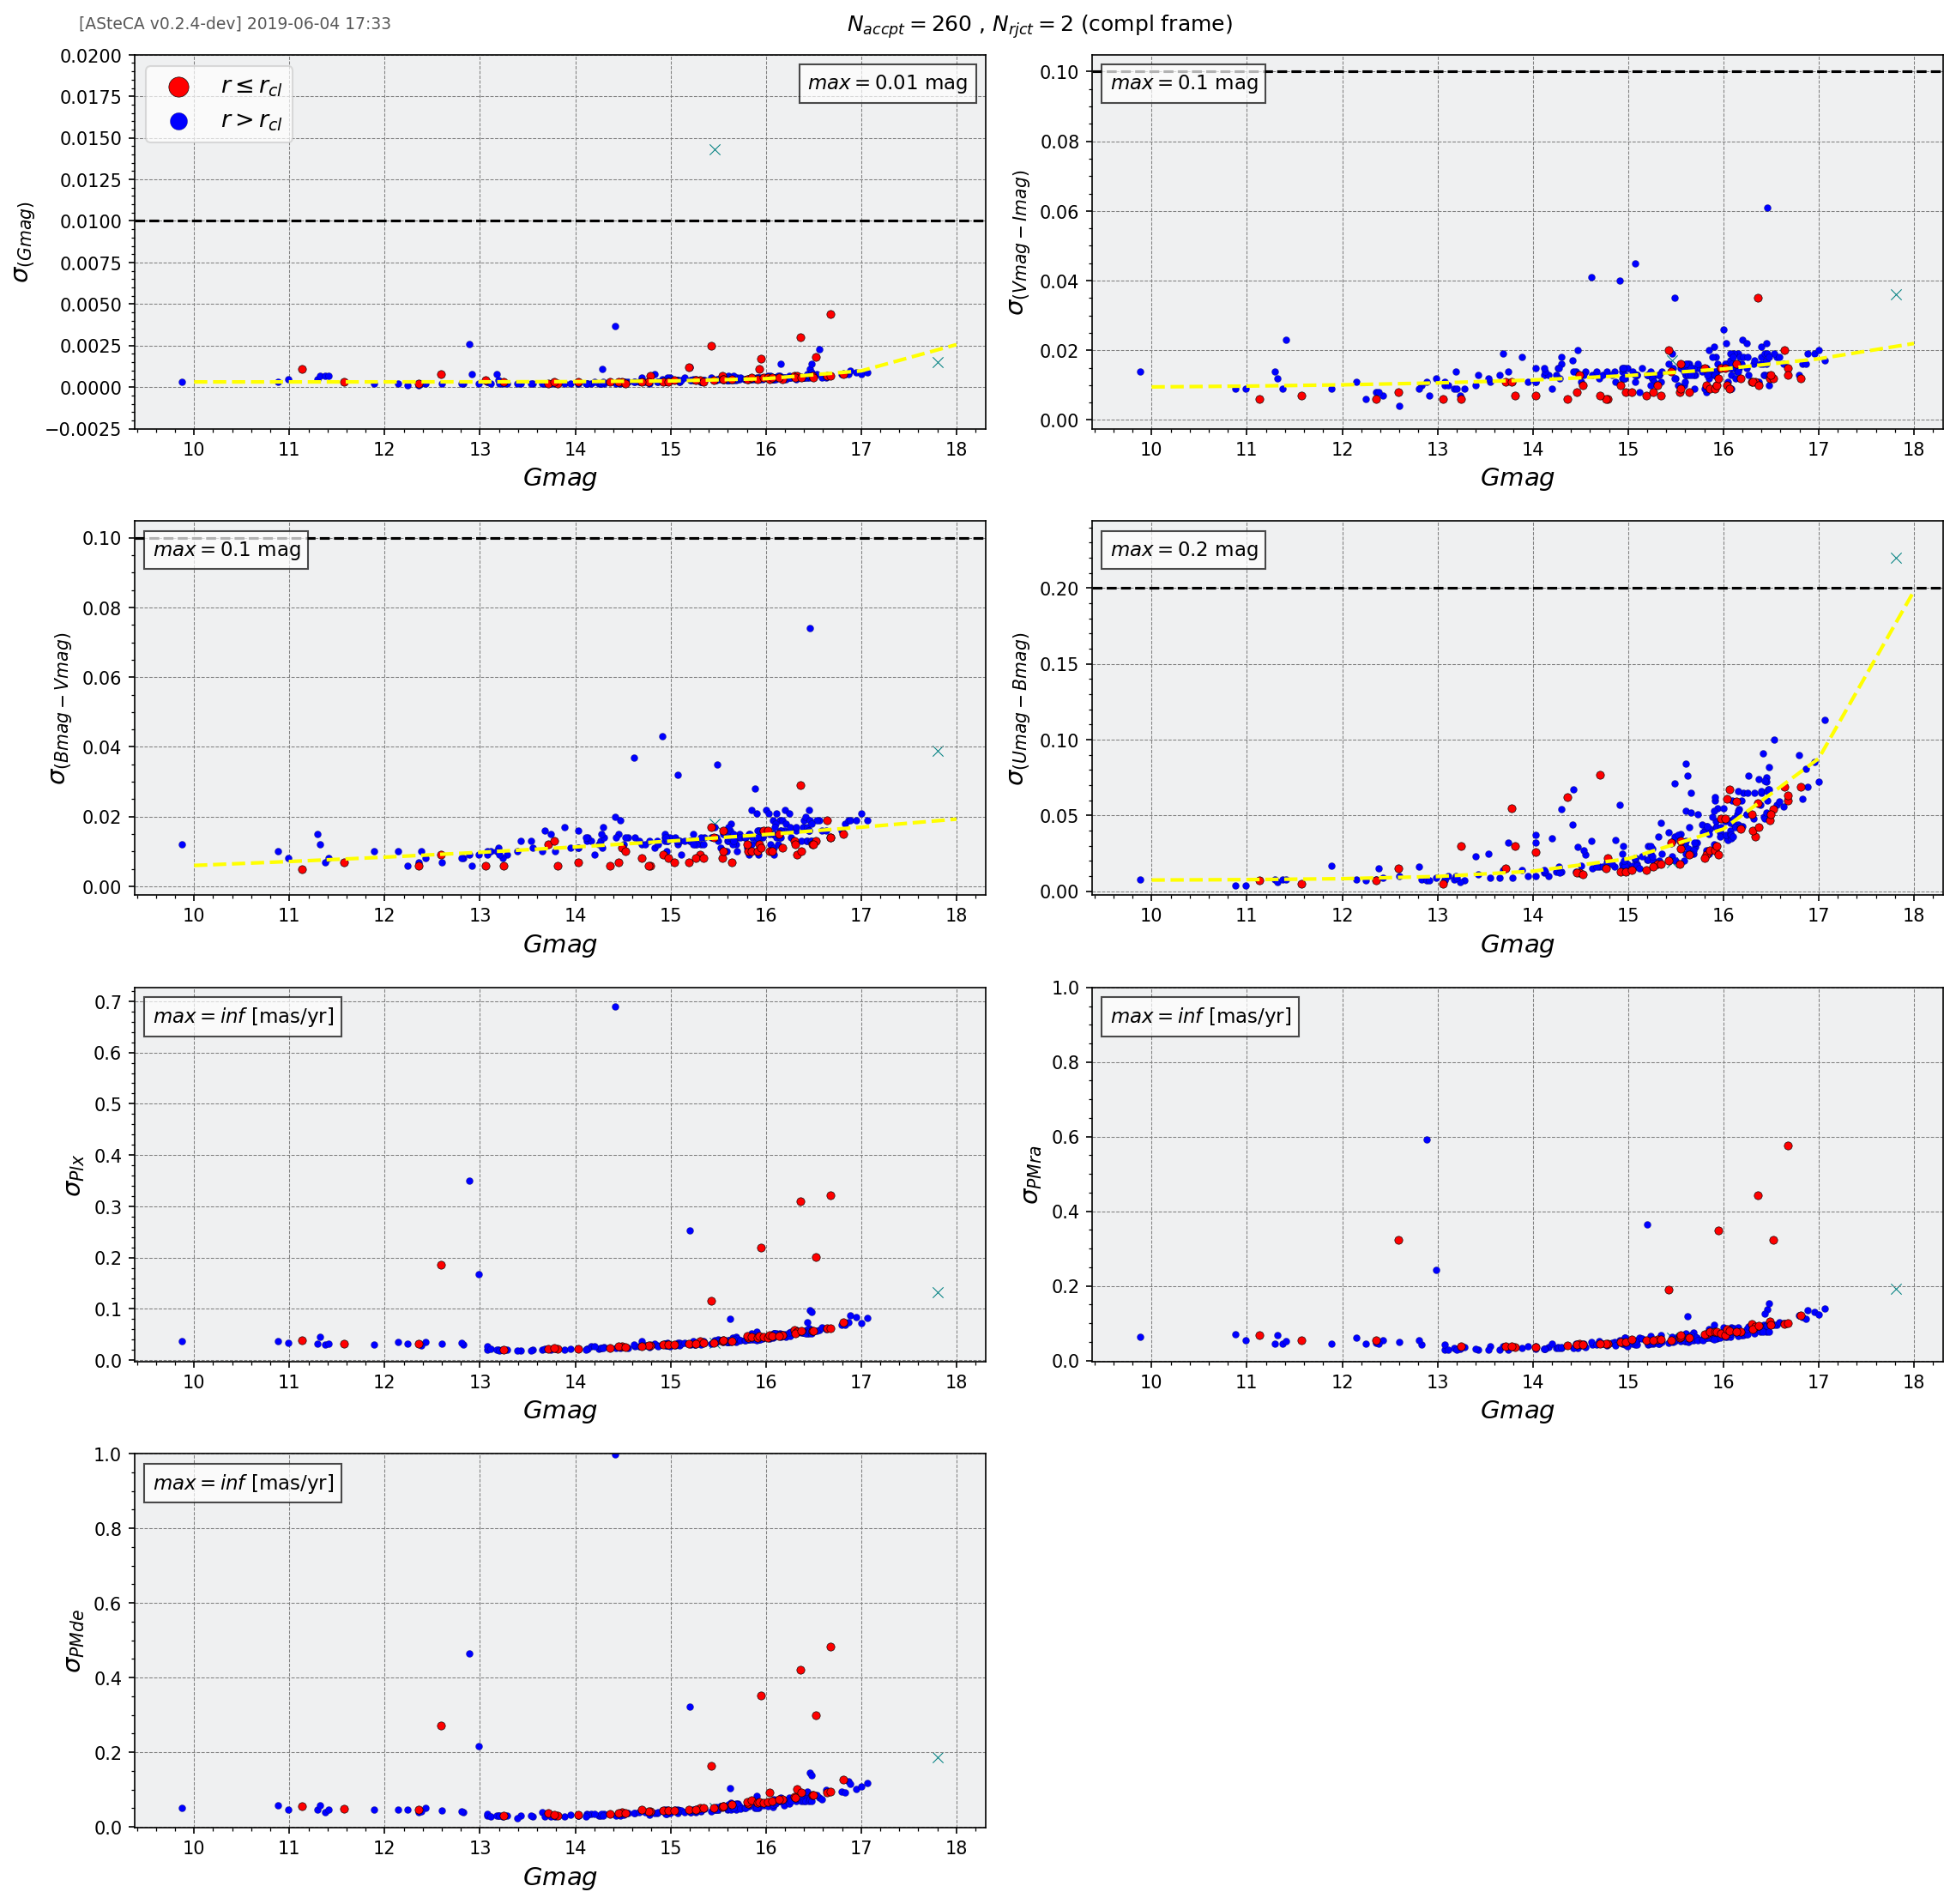 [ASteCA v0.2.4-dev] 2019-06-04 17:33
N_accpt = 260 , N_rjct = 2 (compl frame)
0.0200
0.0175
0.0150
0.0125
0.0100
0.0075
0.0050
0.0025
0.0000
−0.0025
σ(Gmag)
r ≤ r_cl
r > r_cl
max = 0.01 mag
10 11 12 13 14 15 16 17 18
Gmag
0.10
0.08
0.06
0.04
0.02
0.00
σ(Vmag − Imag)
max = 0.1 mag
10 11 12 13 14 15 16 17 18
Gmag
0.10
0.08
0.06
0.04
0.02
0.00
σ(Bmag − Vmag)
max = 0.1 mag
10 11 12 13 14 15 16 17 18
Gmag
0.20
0.15
0.10
0.05
0.00
σ(Umag − Bmag)
max = 0.2 mag
10 11 12 13 14 15 16 17 18
Gmag
0.7
0.6
0.5
0.4
0.3
0.2
0.1
0.0
σPlx
max = inf [mas/yr]
10 11 12 13 14 15 16 17 18
Gmag
1.0
0.8
0.6
0.4
0.2
0.0
σPMra
max = inf [mas/yr]
10 11 12 13 14 15 16 17 18
Gmag
1.0
0.8
0.6
0.4
0.2
0.0
σPMde
max = inf [mas/yr]
10 11 12 13 14 15 16 17 18
Gmag